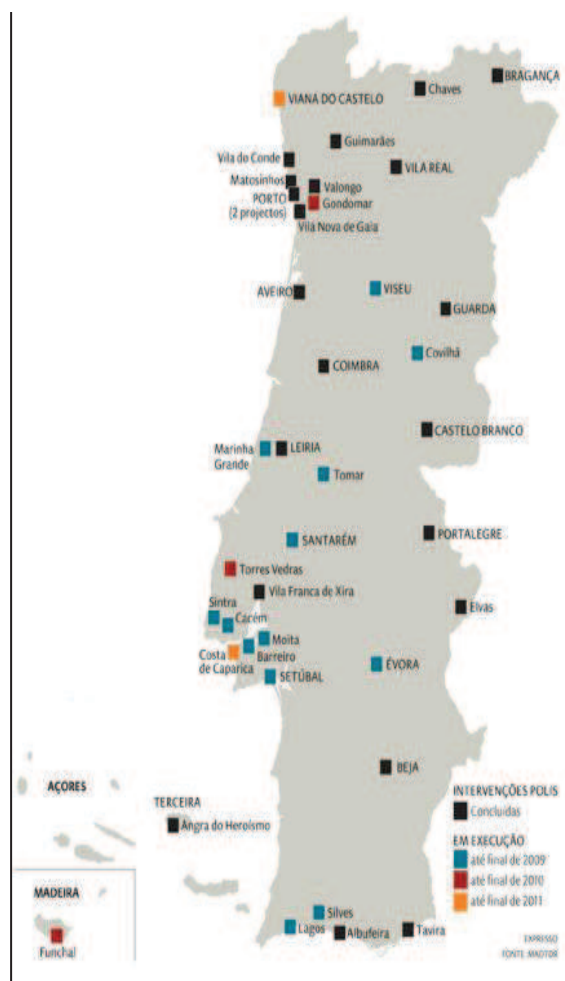 BRAGANÇA
Chaves
VIANA DO CASTELO
Guimarães
Vila do Conde
VILA REAL
Matosinhos
Valongo
PORTO
(2 projectos)
Gondomar
Vila Nova de Gaia
AVEIRO
VISEU
GUARDA
Covilhã
COIMBRA
CASTELO BRANCO
Marinha
Grande
LEIRIA
Tomar
SANTARÉM
PORTALEGRE
Torres Vedras
Vila Franca de Xira
Elvas
Sintra
Cacém
Moita
Costa
de Caparica
Barreiro
ÉVORA
SETÚBAL
BEJA
AÇORES
TERCEIRA
Angra do Heroísmo
INTERVENÇÕES POLIS
Concluídas
EM EXECUÇÃO
até final de 2009
até final de 2010
até final de 2011
MADEIRA
Funchal
Silves
Lagos
Albufeira
Tavira
EXPRESSO
FONTE: MAOTDR